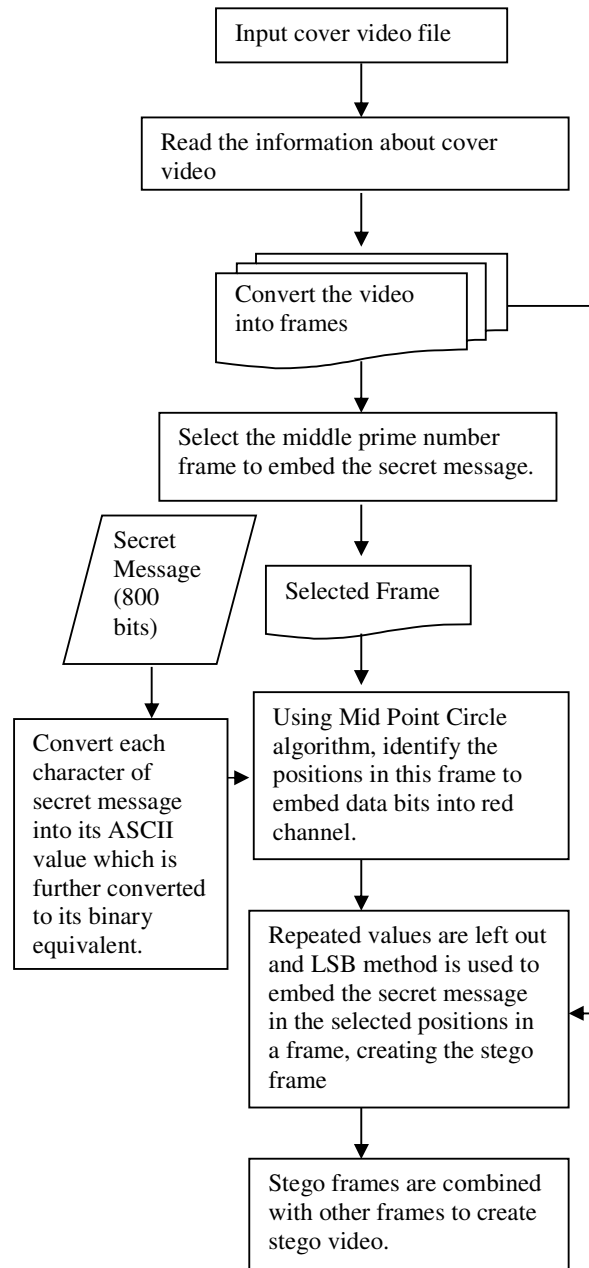 Input cover video file
Read the information about cover
video
Convert the video
into frames
Select the middle prime number
frame to embed the secret message.
Secret
Message
(800
bits)
Selected Frame
Convert each
character of
secret message
into its ASCII
value which is
further converted
to its binary
equivalent.
Using Mid Point Circle
algorithm, identify the
positions in this frame to
embed data bits into red
channel.
Repeated values are left out
and LSB method is used to
embed the secret message
in the selected positions in
a frame, creating the stego
frame
Stego frames are combined
with other frames to create
stego video.